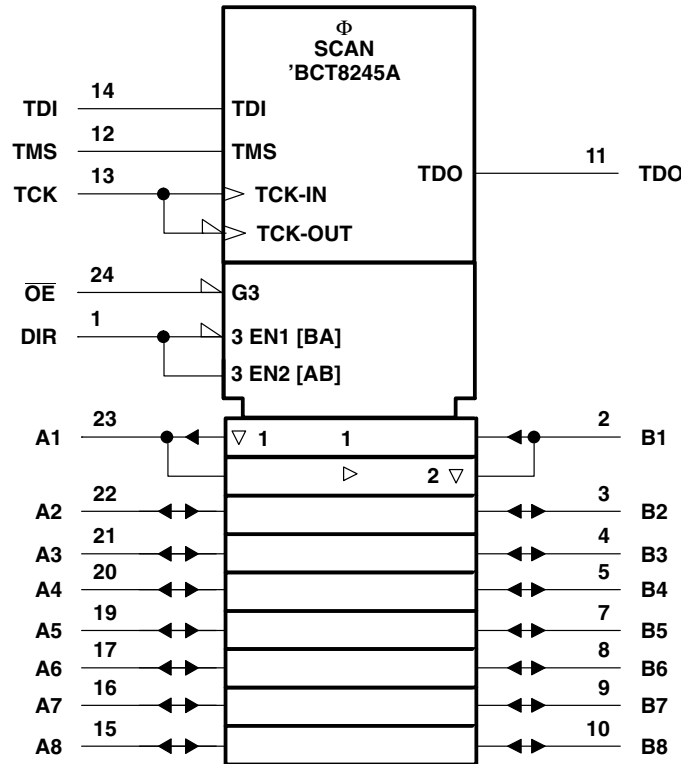 Φ
SCAN
’BCT8245A
TDI 14 TDI
TMS 12 TMS
TDO 11 TDO
TCK 13 TCK-IN
TCK-OUT
OE 24 G3
DIR 1 3 EN1 [BA]
3 EN2 [AB]
A1 23 1 1 2 B1
2
A2 22 3 B2
A3 21 4 B3
A4 20 5 B4
A5 19 7 B5
A6 17 8 B6
A7 16 9 B7
A8 15 10 B8